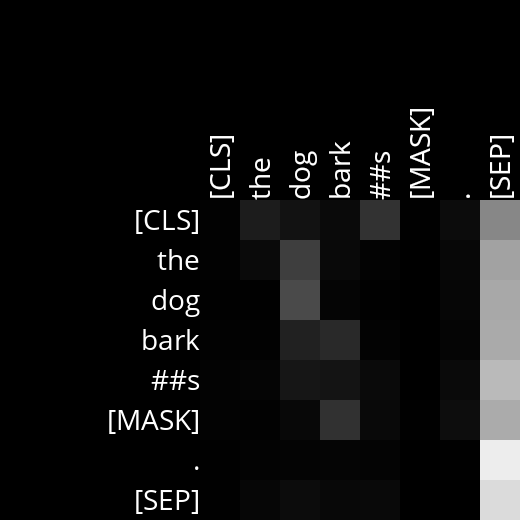 [CLS] the dog bark ##s [MASK] . [SEP]
[CLS]
the
dog
bark
##s
[MASK]
.
[SEP]